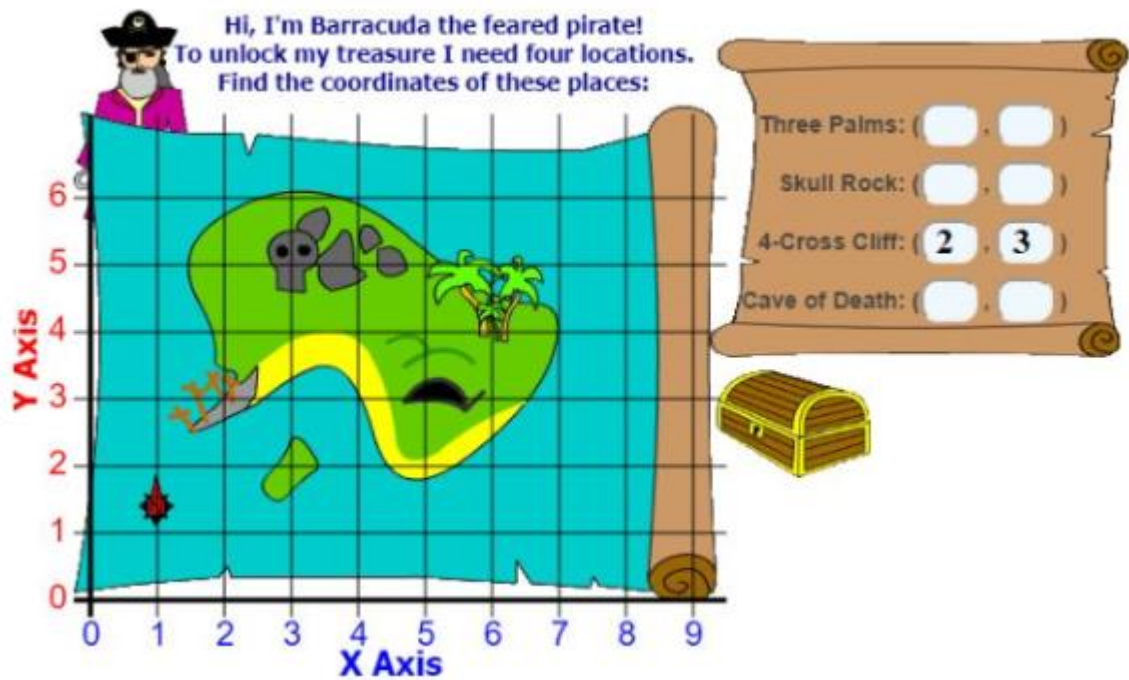 Hi, I'm Barracuda the feared pirate!
To unlock my treasure I need four locations.
Find the coordinates of these places:
Three Palms: ( , )
Skull Rock: ( , )
4-Cross Cliff: ( 2 , 3 )
Cave of Death: ( , )
6
5
4
3
2
1
0
Y Axis
0 1 2 3 4 5 6 7 8 9
X Axis